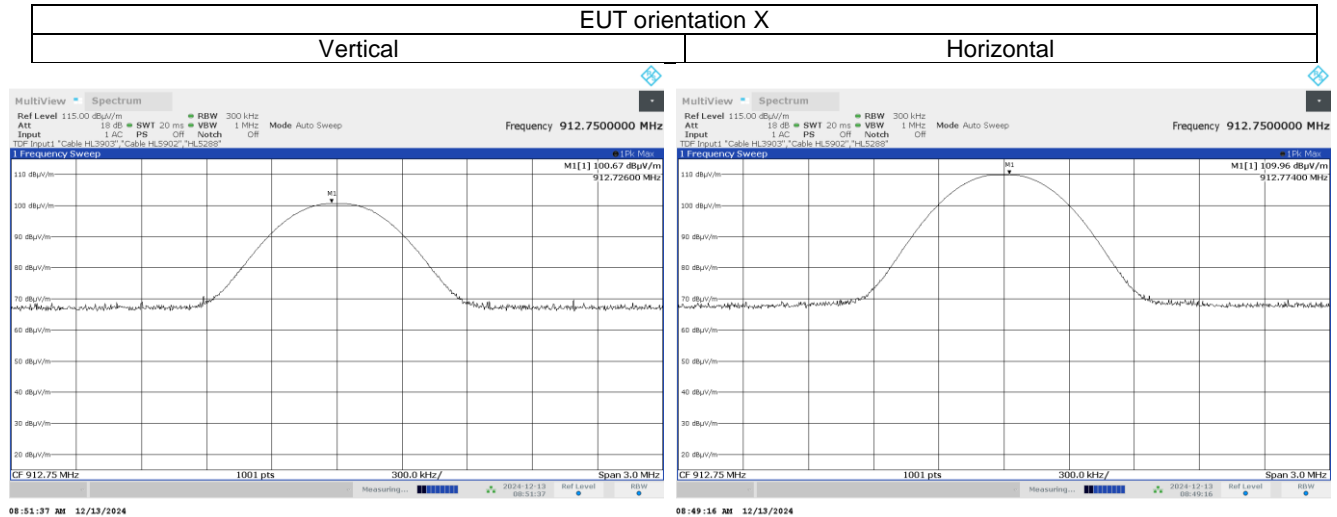 EUT orientation X
Vertical
Horizontal
MultiView Spectrum
Ref Level 115.00 dBµV/m RBW 300 kHz
Att 18 dB SWT 20 ms VBW 1 MHz Mode Auto Sweep Frequency 912.7500000 MHz
Input 1 AC PS Off Notch Off
TDF Input1 "Cable HL3903","Cable HL5902","HL5288"
1 Frequency Sweep 1Pk Max
M1[1] 100.67 dBµV/m
912.72600 MHz
110 dBµV/m
M1
100 dBµV/m
90 dBµV/m
80 dBµV/m
70 dBµV/m
60 dBµV/m
50 dBµV/m
40 dBµV/m
30 dBµV/m
20 dBµV/m
CF 912.75 MHz 1001 pts 300.0 kHz/ Span 3.0 MHz
Measuring... 2024-12-13 Ref Level RBW
08:51:37
08:51:37 AM 12/13/2024
MultiView Spectrum
Ref Level 115.00 dBµV/m RBW 300 kHz
Att 18 dB SWT 20 ms VBW 1 MHz Mode Auto Sweep Frequency 912.7500000 MHz
Input 1 AC PS Off Notch Off
TDF Input1 "Cable HL3903","Cable HL5902","HL5288"
1 Frequency Sweep 1Pk Max
M1[1] 109.96 dBµV/m
912.77400 MHz
M1
110 dBµV/m
100 dBµV/m
90 dBµV/m
80 dBµV/m
70 dBµV/m
60 dBµV/m
50 dBµV/m
40 dBµV/m
30 dBµV/m
20 dBµV/m
CF 912.75 MHz 1001 pts 300.0 kHz/ Span 3.0 MHz
Measuring... 2024-12-13 Ref Level RBW
08:49:16
08:49:16 AM 12/13/2024